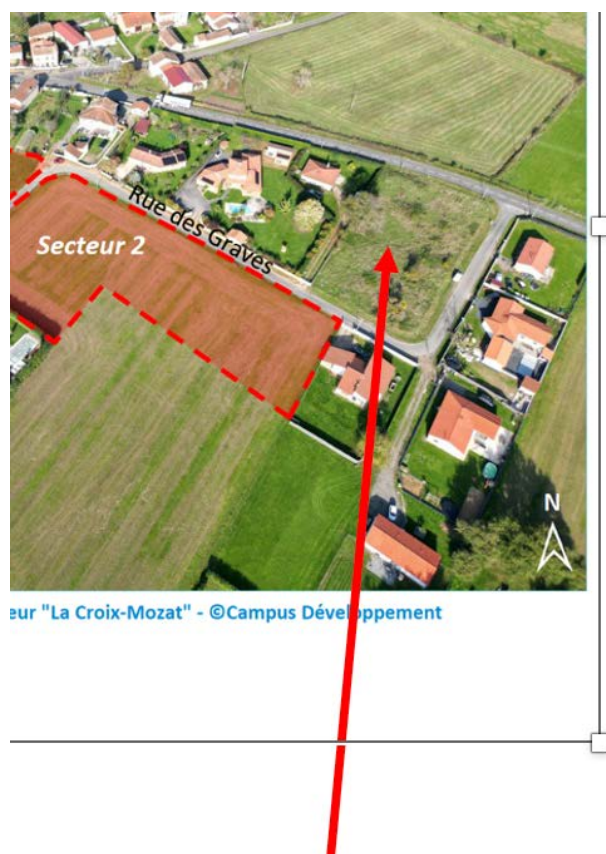 Rue des Graves
Secteur 2
N
eur "La Croix-Mozat" - ©Campus Développement